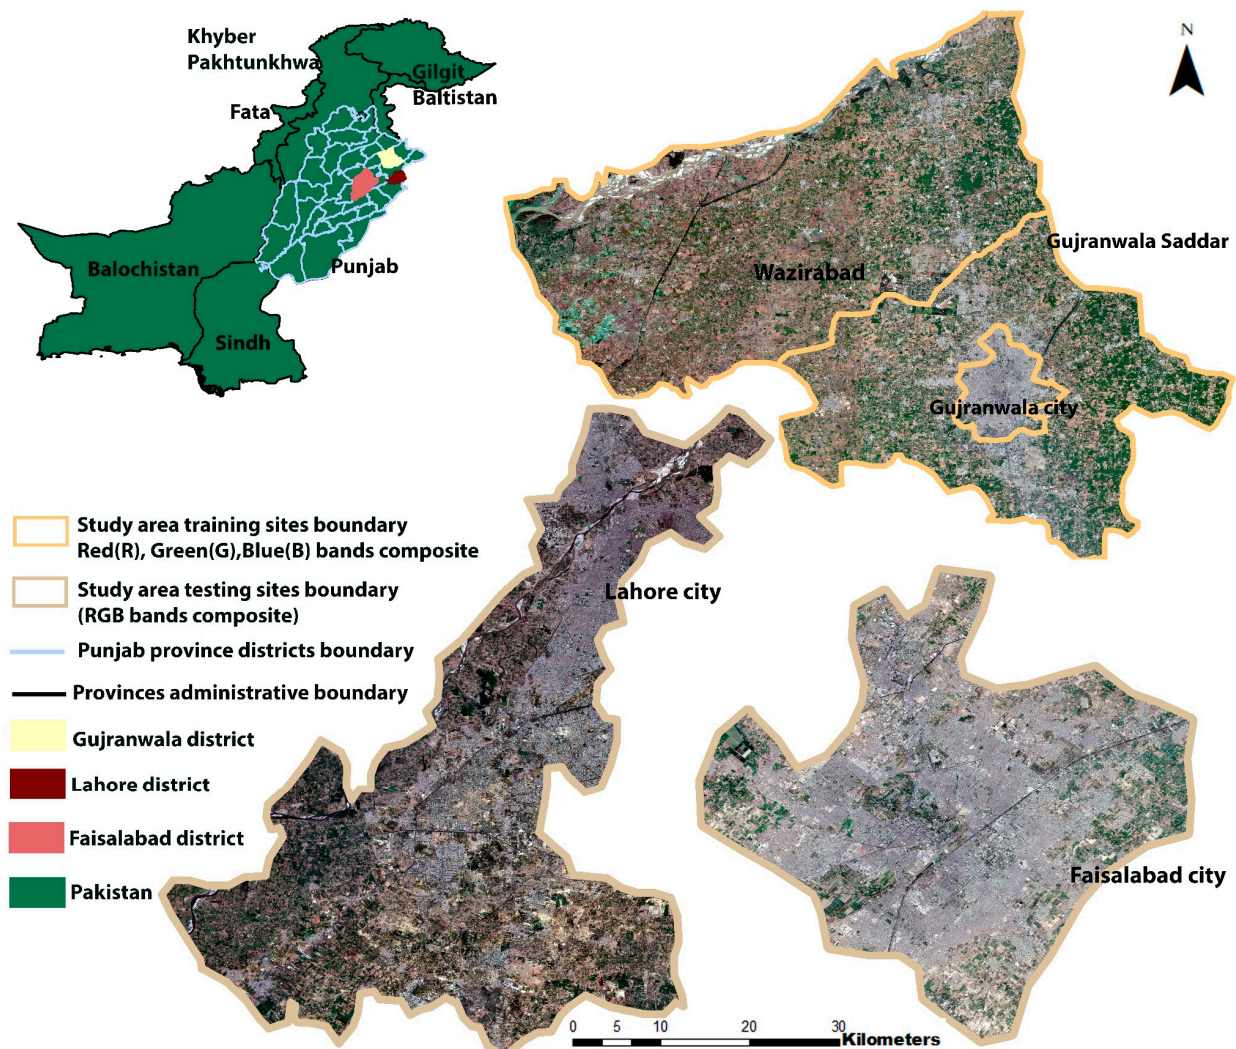 Khyber
Pakhtunkhwa
Gilgit
Baltistan
Fata
Punjab
Balochistan
Sindh
N
Gujranwala Saddar
Wazirabad
Gujranwala city
Study area training sites boundary
Red(R), Green(G),Blue(B) bands composite
Study area testing sites boundary
(RGB bands composite)
Punjab province districts boundary
Provinces administrative boundary
Gujranwala district
Lahore district
Faisalabad district
Pakistan
Lahore city
Faisalabad city
0 5 10 20 30
Kilometers